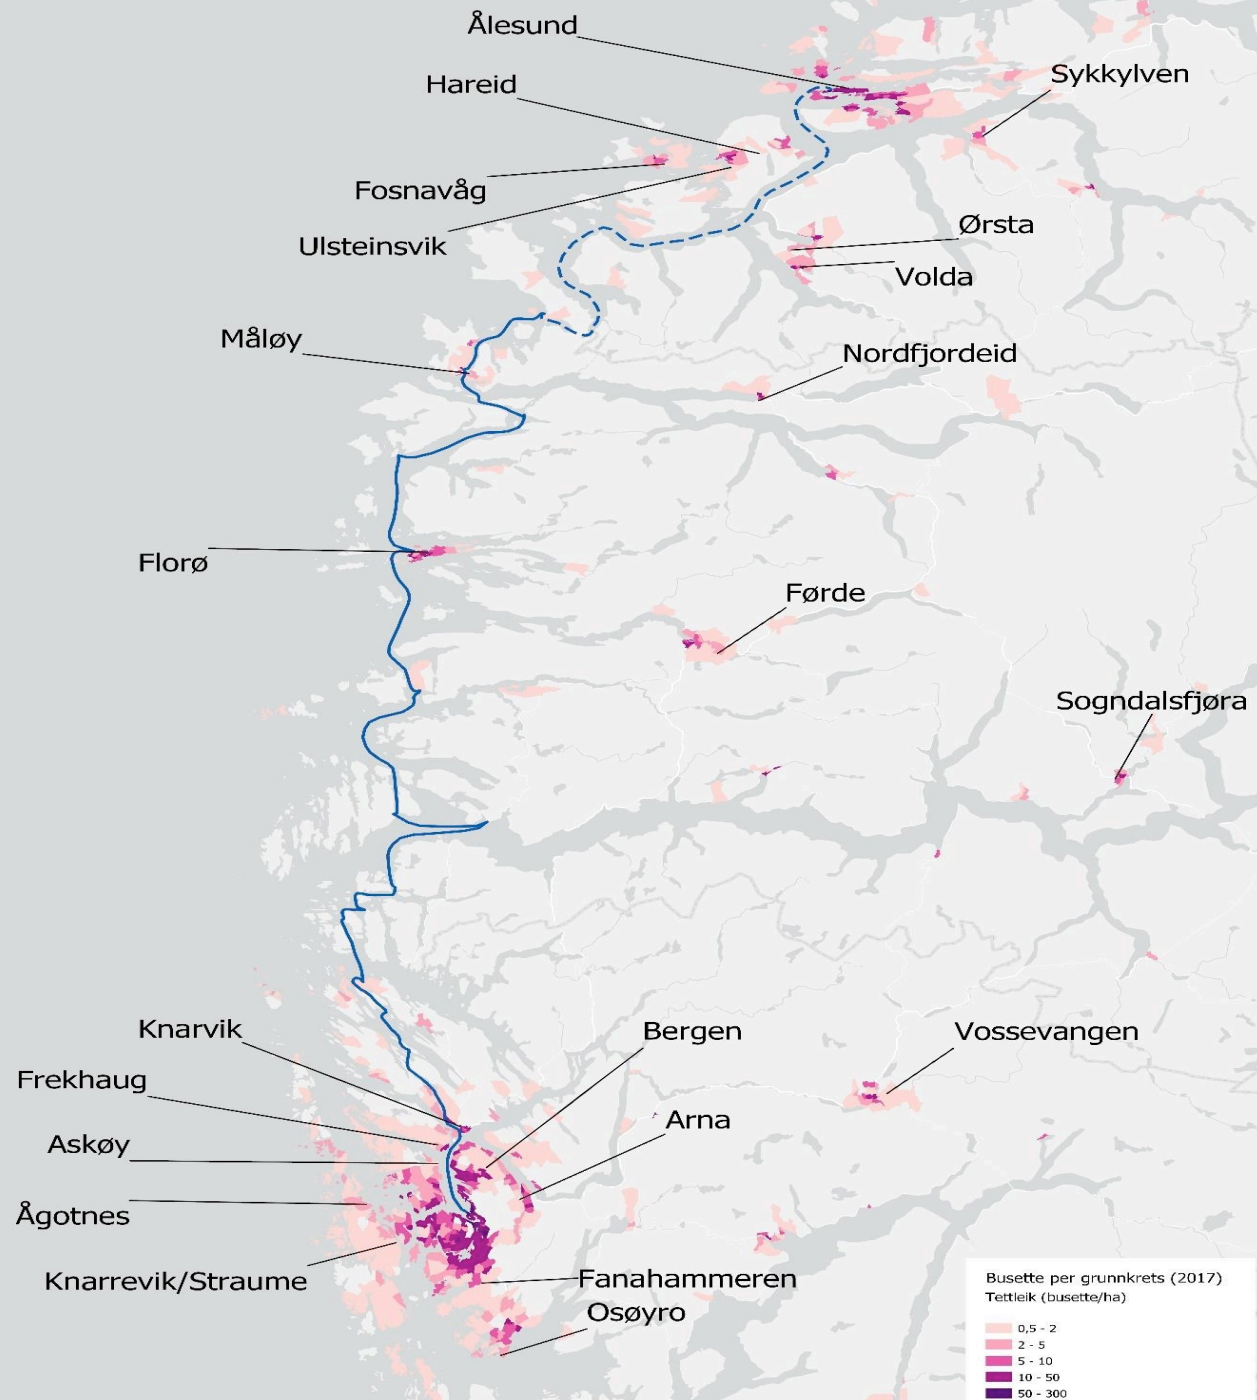 Ålesund
Hareid
Sykkylven
Fosnavåg
Ulsteinsvik
Ørsta
Volda
Måløy
Nordfjordeid
Florø
Førde
Sogndalsfjøra
Knarvik
Bergen
Vossevangen
Frekhaug
Arna
Askøy
Ågotnes
Knarrevik/Straume
Fanahammeren
Osøyro
Busette per grunnkrets (2017)
Tettleik (busette/ha)
0,5 - 2
2 - 5
5 - 10
10 - 50
50 - 300